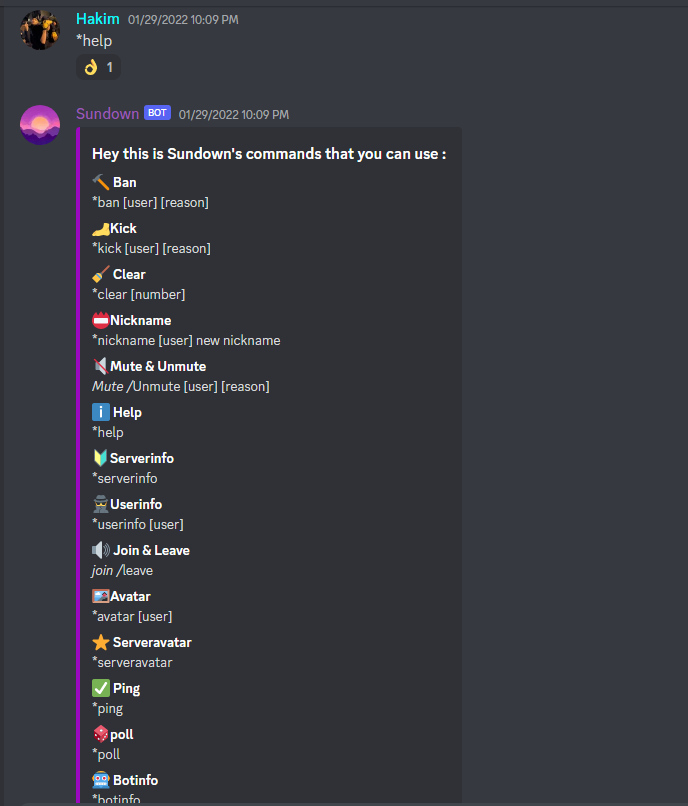 Hakim 01/29/2022 10:09 PM
*help
👌 1
Sundown BOT 01/29/2022 10:09 PM
Hey this is Sundown's commands that you can use :
🔨 Ban
*ban [user] [reason]
🦶Kick
*kick [user] [reason]
🧹 Clear
*clear [number]
📛Nickname
*nickname [user] new nickname
🔇Mute & Unmute
Mute /Unmute [user] [reason]
ℹ️ Help
*help
🔰Serverinfo
*serverinfo
🕵️Userinfo
*userinfo [user]
🔊 Join & Leave
join /leave
🖼️Avatar
*avatar [user]
⭐ Serveravatar
*serveravatar
✅ Ping
*ping
🎲poll
*poll
🤖 Botinfo
*botinfo